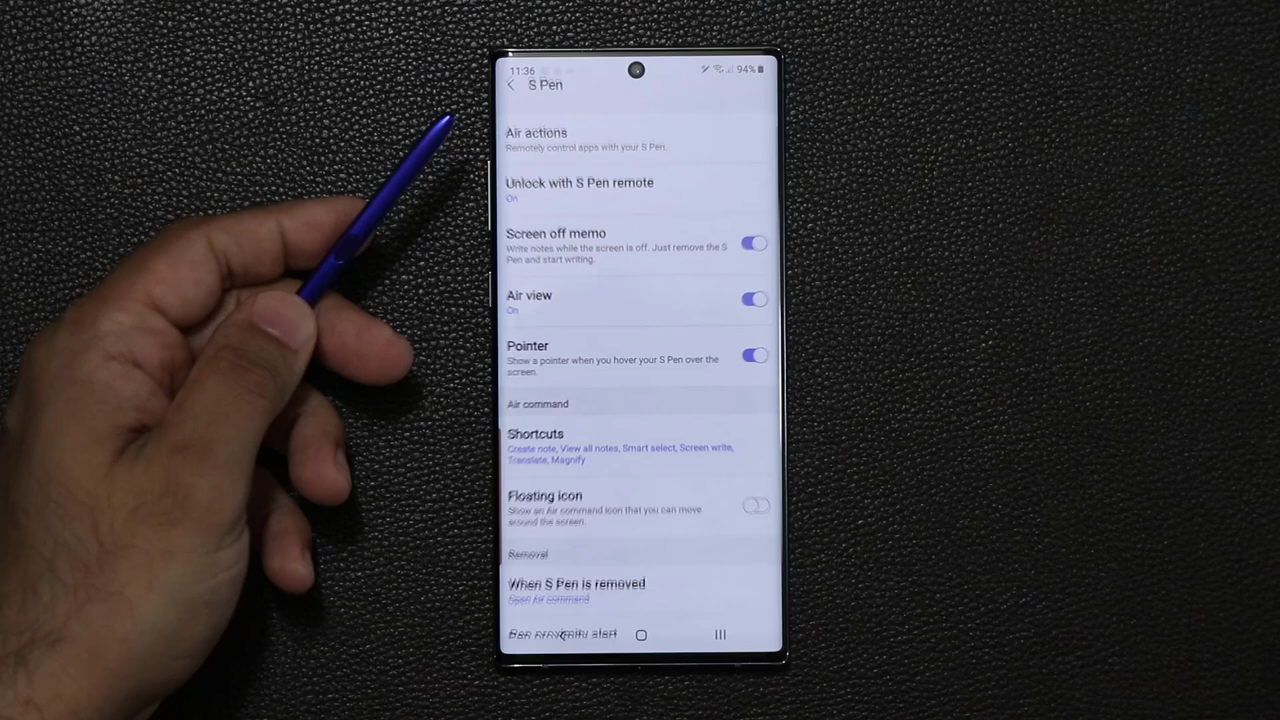 11:36
94%
S Pen
Air actions
Remotely control apps with your S Pen.
Unlock with S Pen remote
On
Screen off memo
Write notes while the screen is off. Just remove the S
Pen and start writing.
Air view
On
Pointer
Show a pointer when you hover your S Pen over the
screen.
Air command
Shortcuts
Create note, View all notes, Smart select, Screen write,
Translate, Magnify
Floating icon
Show an Air command icon that you can move
around the screen.
Removal
When S Pen is removed
Open Air command
Pen proximity alert